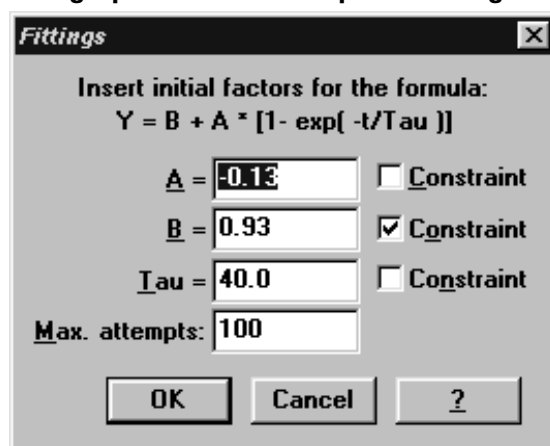 Fittings
Insert initial factors for the formula:
Y = B + A * [1- exp( -t/Tau )]
A = -0.13 Constraint
B = 0.93 Constraint
Tau = 40.0 Constraint
Max. attempts: 100
OK Cancel ?